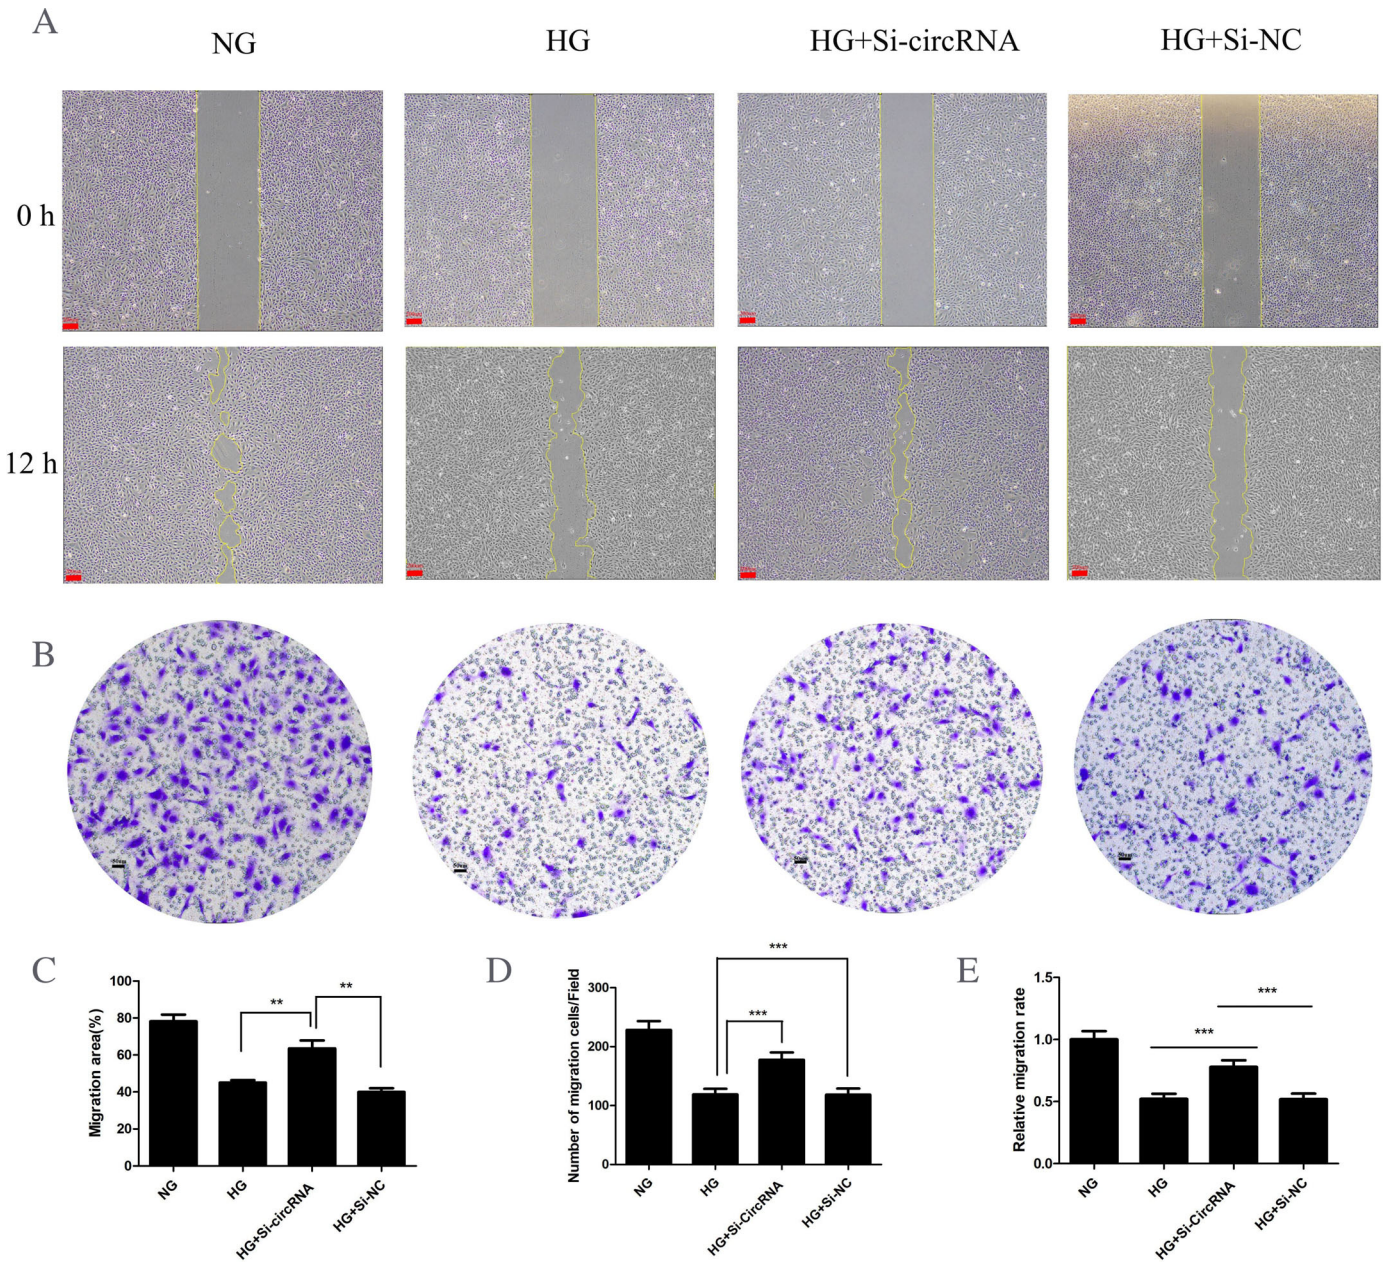 A
NG
HG
HG+Si-circRNA
HG+Si-NC
0 h
12 h
B
C
Migration area(%)
100
80
60
40
20
0
**
**
NG
HG
HG+Si-circRNA
HG+Si-NC
D
Number of migration cells/Field
300
200
100
0
***
***
NG
HG
HG+Si-CircRNA
HG+Si-NC
E
Relative migration rate
1.5
1.0
0.5
0.0
***
***
NG
HG
HG+Si-CircRNA
HG+Si-NC